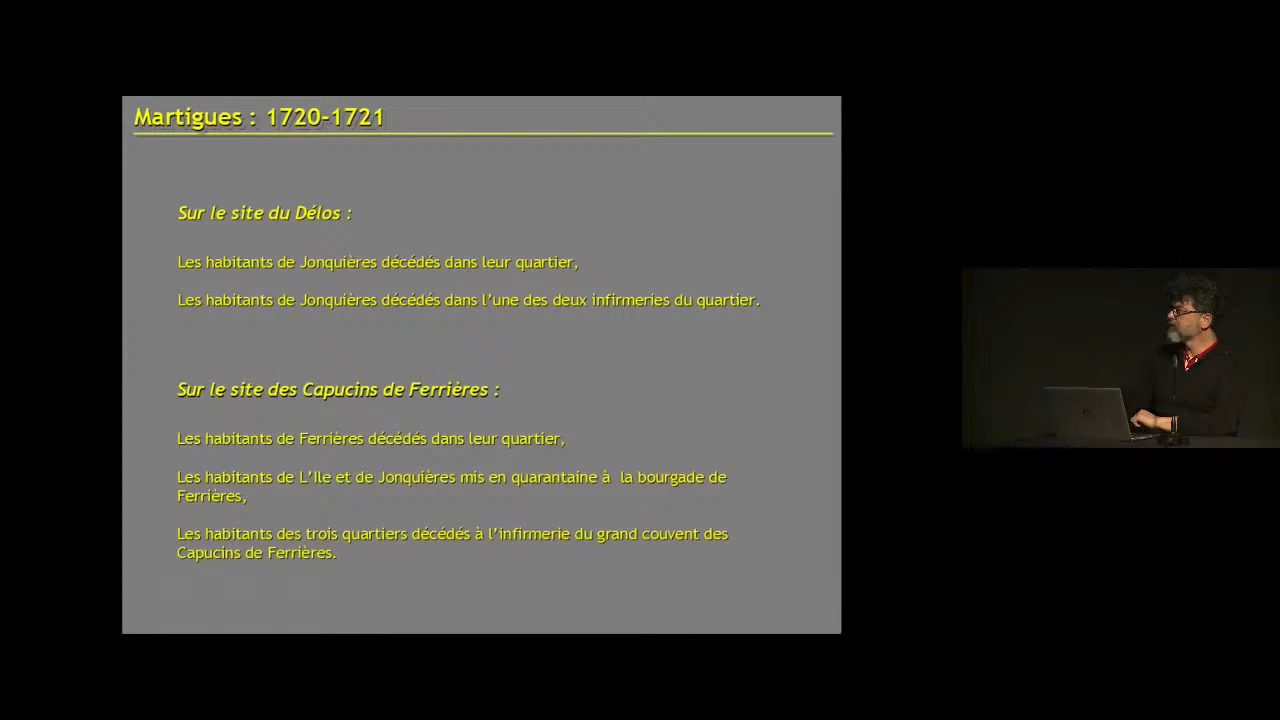 Martigues : 1720-1721
Sur le site du Délos :
Les habitants de Jonquières décédés dans leur quartier,
Les habitants de Jonquières décédés dans l’une des deux infirmeries du quartier.
Sur le site des Capucins de Ferrières :
Les habitants de Ferrières décédés dans leur quartier,
Les habitants de L’Ile et de Jonquières mis en quarantaine à  la bourgade de
Ferrières,
Les habitants des trois quartiers décédés à l’infirmerie du grand couvent des
Capucins de Ferrières.